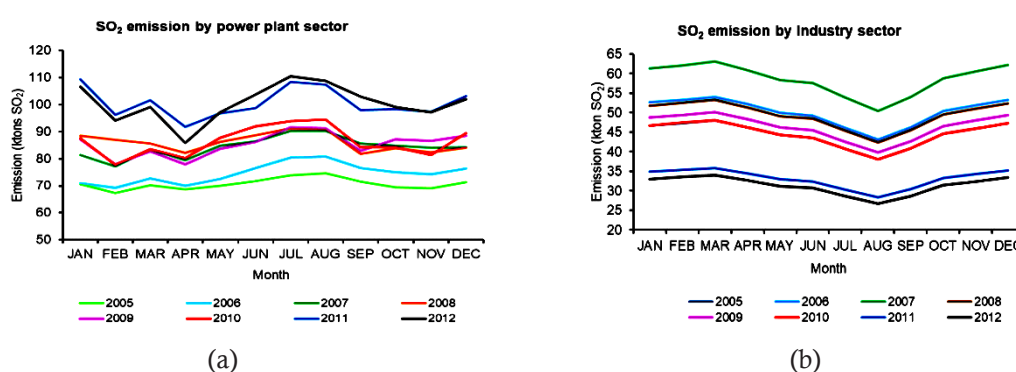 SO₂ emission by power plant sector
Emission (ktons SO₂)
120
110
100
90
80
70
60
50
JAN FEB MAR APR MAY JUN JUL AUG SEP OCT NOV DEC
Month
2005 2006 2007 2008
2009 2010 2011 2012
(a)
SO₂ emission by Industry sector
Emission (kton SO₂)
65
60
55
50
45
40
35
30
25
20
JAN FEB MAR APR MAY JUN JUL AUG SEP OCT NOV DEC
Month
2005 2006 2007 2008
2009 2010 2011 2012
(b)